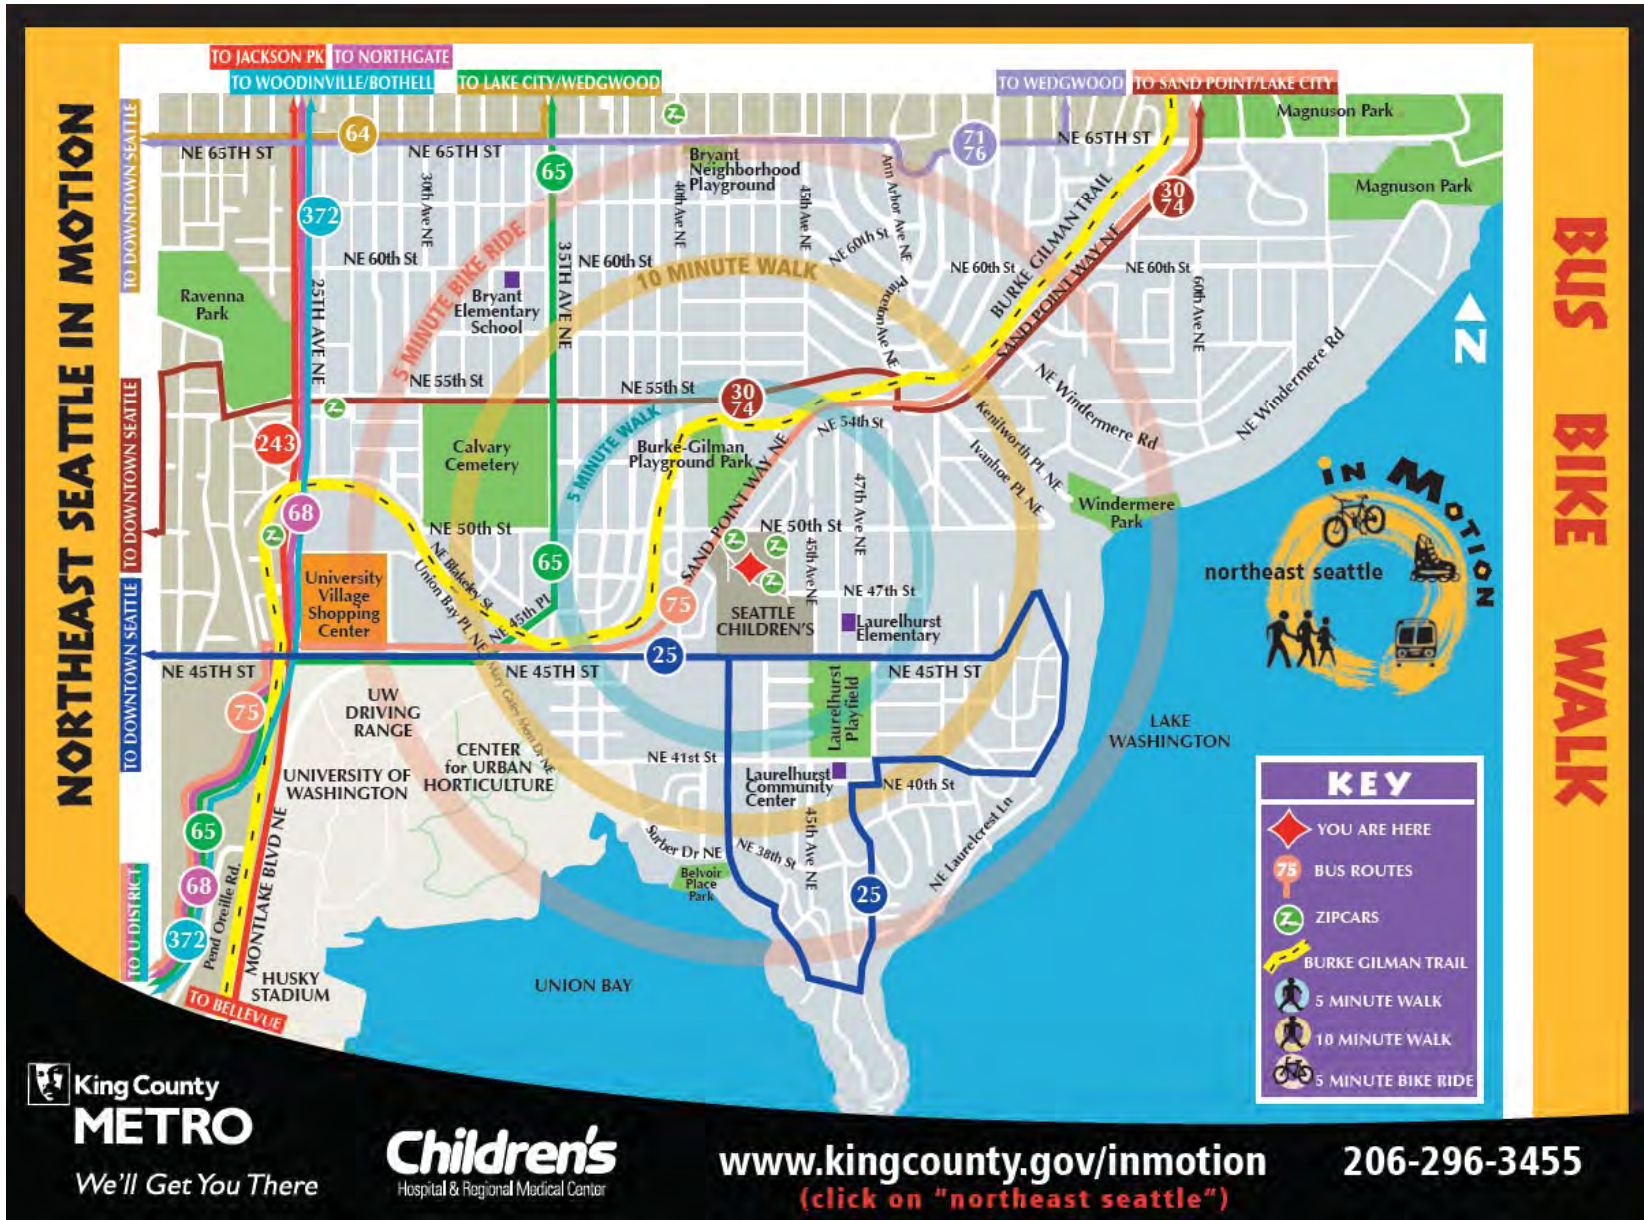 TO JACKSON PK
TO NORTHGATE
TO WOODINVILLE/BOTHELL
TO LAKE CITY/WEDGWOOD
TO WEDGWOOD
TO SAND POINT/LAKE CITY
NORTHEAST SEATTLE IN MOTION
BUS BIKE WALK
TO DOWNTOWN SEATTLE
TO DOWNTOWN SEATTLE
TO DOWNTOWN SEATTLE
TO U DISTRICT
TO BELLEVUE
64
NE 65TH ST
NE 65TH ST
71
76
NE 65TH ST
Magnuson Park
Magnuson Park
65
Bryant
Neighborhood
Playground
30th Ave NE
40th Ave NE
45th Ave NE
Ann Arbor Ave NE
30
74
372
5 MINUTE BIKE RIDE
NE 60th St
NE 60th St
NE 60th St
NE 60th St
NE 60th St
10 MINUTE WALK
BURKE GILMAN TRAIL
SAND POINT WAY NE
60th Ave NE
Princeton Ave NE
Ravenna
Park
25TH AVE NE
Bryant
Elementary
School
35TH AVE NE
N
NE Windermere Rd
NE Windermere Rd
NE 55th St
NE 55th St
30
74
5 MINUTE WALK
NE 54th St
Kenilworth PL NE
Ivanhoe PL NE
243
Calvary
Cemetery
Burke-Gilman
Playground Park
SAND POINT WAY NE
47th Ave NE
Windermere
Park
68
NE 50th St
NE 50th St
45th Ave NE
University
Village
Shopping
Center
NE Blakeley St
Union Bay PL NE
65
NE 45th Pl
75
NE 47th St
SEATTLE
CHILDREN'S
Laurelhurst
Elementary
25
NE 45TH ST
NE 45TH ST
NE 45TH ST
75
Mary Gates Mem Dr NE
UW
DRIVING
RANGE
Laurelhurst
Playfield
LAKE
WASHINGTON
CENTER
for URBAN
HORTICULTURE
UNIVERSITY OF
WASHINGTON
NE 41st St
Laurelhurst
Community
Center
NE 40th St
65
68
372
Pend Oreille Rd.
MONTLAKE BLVD NE
HUSKY
STADIUM
Surber Dr NE
NE 38th St
45th Ave NE
NE Laurelcrest Ln
Belvoir
Place
Park
25
UNION BAY
iN MOTION
northeast seattle
KEY
YOU ARE HERE
75 BUS ROUTES
Z ZIPCARS
BURKE GILMAN TRAIL
5 MINUTE WALK
10 MINUTE WALK
5 MINUTE BIKE RIDE
King County
METRO
We'll Get You There
Children's
Hospital & Regional Medical Center
www.kingcounty.gov/inmotion
(click on "northeast seattle")
206-296-3455